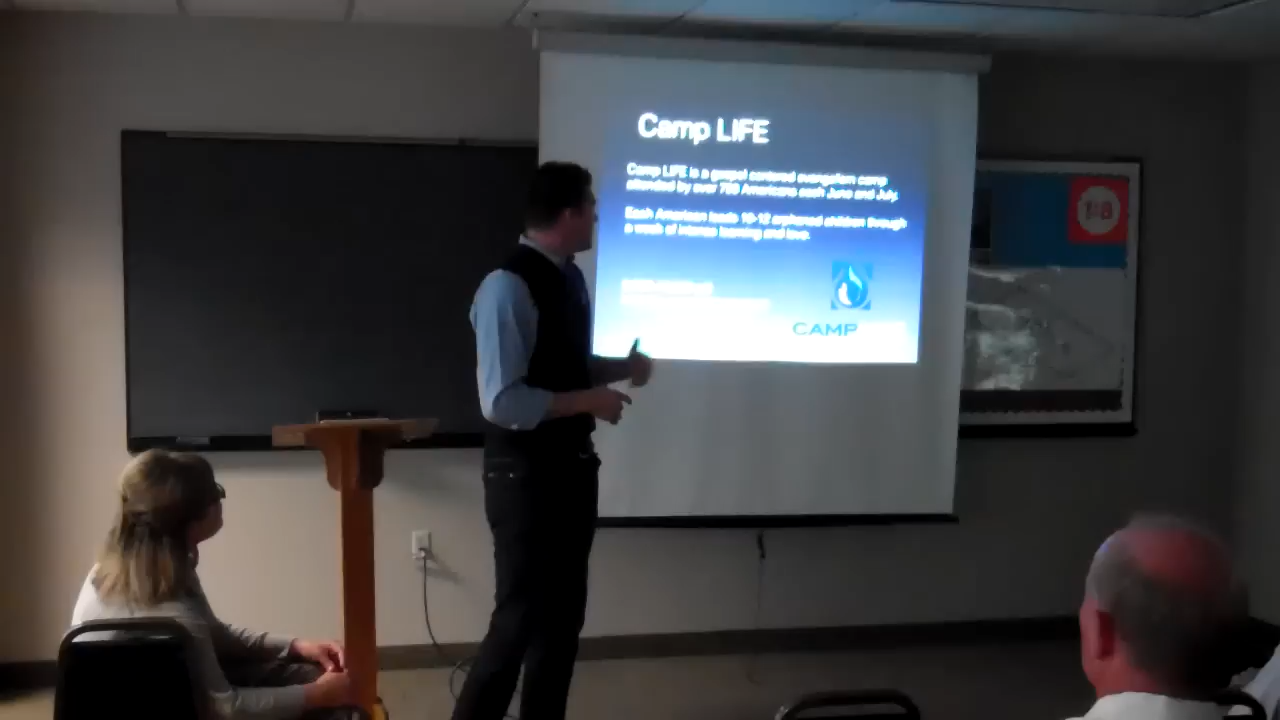 Camp LIFE
Camp LIFE is a gospel centered evangelism camp
attended by over 700 Americans each June and July.
Each American leads 10-12 orphaned children through
a week of intense learning and love.
CAMP